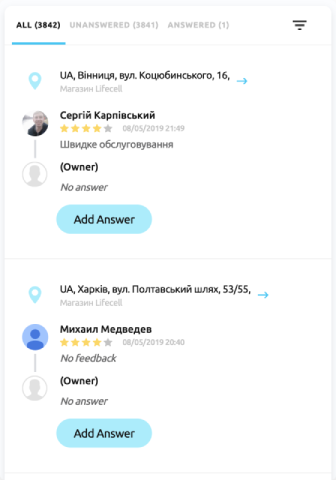 ALL (3842) UNANSWERED (3841) ANSWERED (1)
UA, Вінниця, вул. Коцюбинського, 16,
Магазин Lifecell
Сергій Карпівський
08/05/2019 21:49
Швидке обслуговування
(Owner)
No answer
Add Answer
UA, Харків, вул. Полтавський шлях, 53/55,
Магазин Lifecell
Михаил Медведев
08/05/2019 20:40
No feedback
(Owner)
No answer
Add Answer